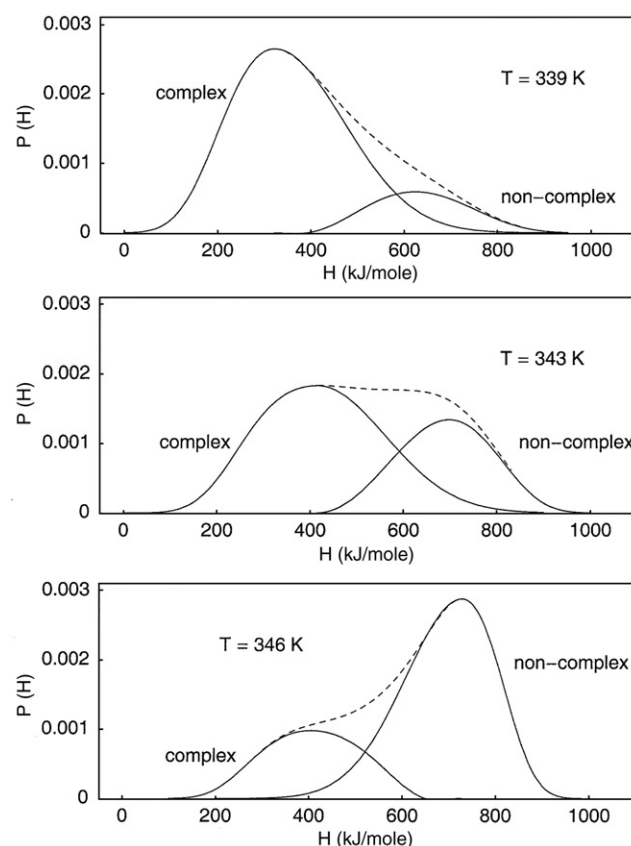 0.003
T = 339 K
complex
0.002
P (H)
0.001
non−complex
0
0 200 400 600 800 1000
H (kJ/mole)
0.003
T = 343 K
0.002
P (H)
complex
non−complex
0.001
0
0 200 400 600 800 1000
H (kJ/mole)
0.003
T = 346 K
non−complex
0.002
P (H)
0.001
complex
0
0 200 400 600 800 1000
H (kJ/mole)